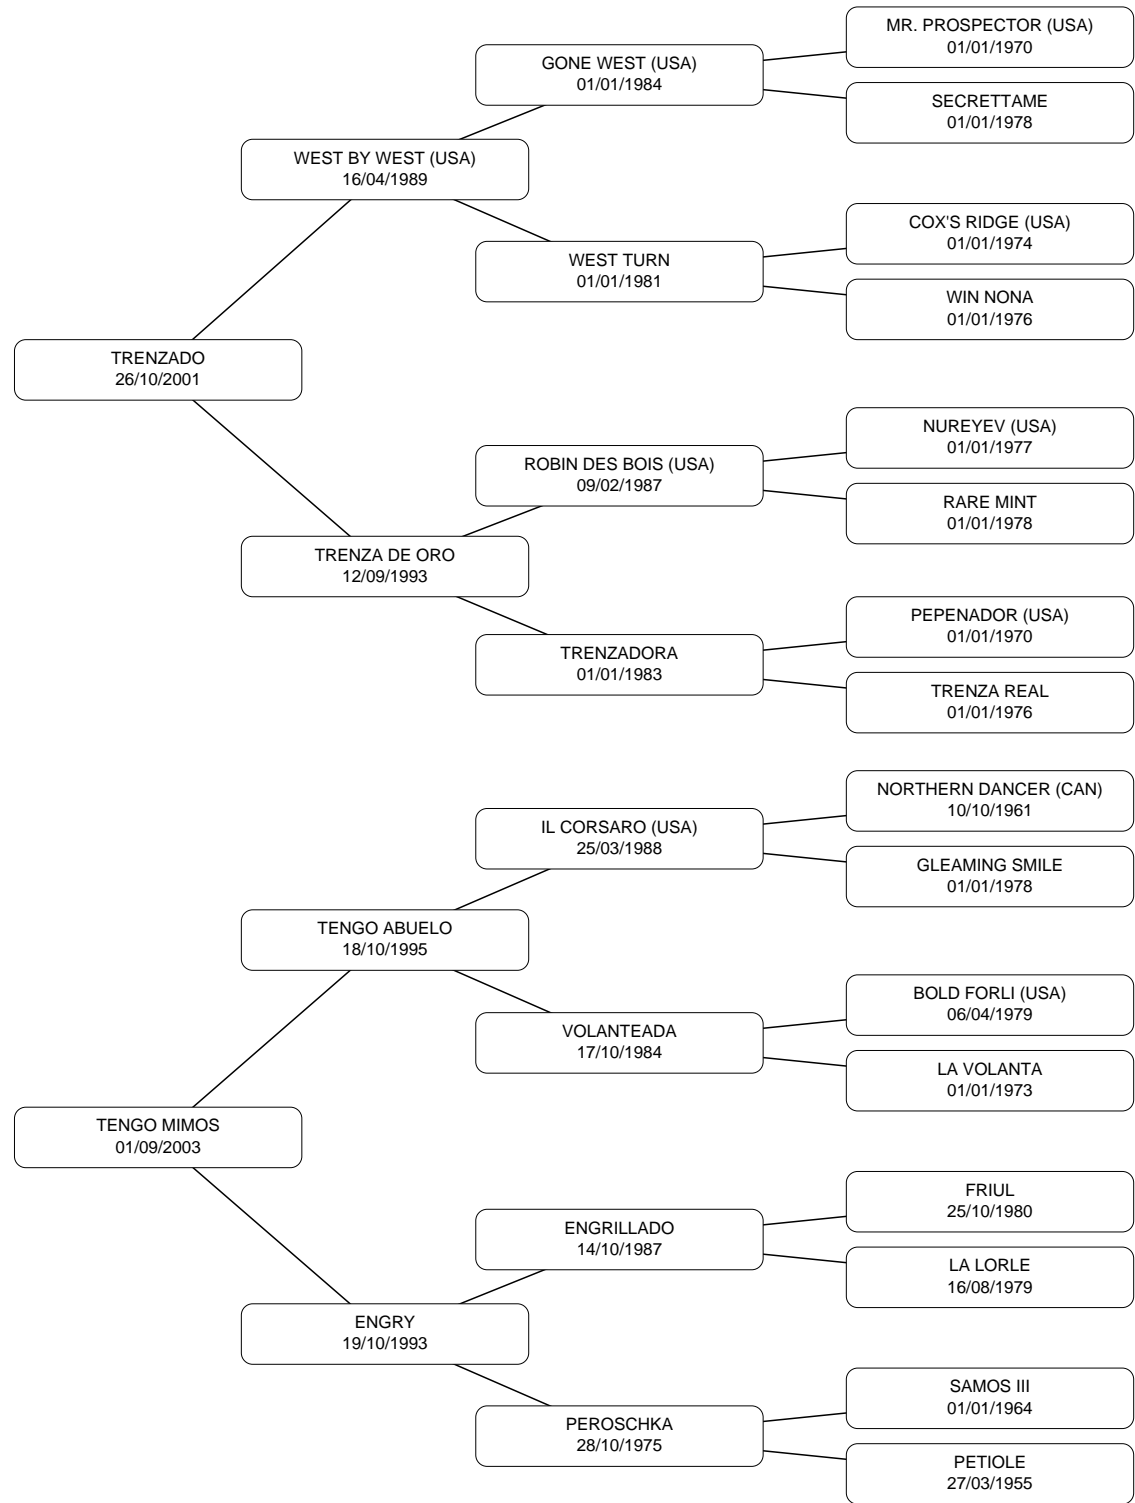 MR. PROSPECTOR (USA)
01/01/1970
GONE WEST (USA)
01/01/1984
SECRETTAME
01/01/1978
WEST BY WEST (USA)
16/04/1989
COX'S RIDGE (USA)
01/01/1974
WEST TURN
01/01/1981
WIN NONA
01/01/1976
TRENZADO
26/10/2001
NUREYEV (USA)
01/01/1977
ROBIN DES BOIS (USA)
09/02/1987
RARE MINT
01/01/1978
TRENZA DE ORO
12/09/1993
PEPENADOR (USA)
01/01/1970
TRENZADORA
01/01/1983
TRENZA REAL
01/01/1976
NORTHERN DANCER (CAN)
10/10/1961
IL CORSARO (USA)
25/03/1988
GLEAMING SMILE
01/01/1978
TENGO ABUELO
18/10/1995
BOLD FORLI (USA)
06/04/1979
VOLANTEADA
17/10/1984
LA VOLANTA
01/01/1973
TENGO MIMOS
01/09/2003
FRIUL
25/10/1980
ENGRILLADO
14/10/1987
LA LORLE
16/08/1979
ENGRY
19/10/1993
SAMOS III
01/01/1964
PEROSCHKA
28/10/1975
PETIOLE
27/03/1955